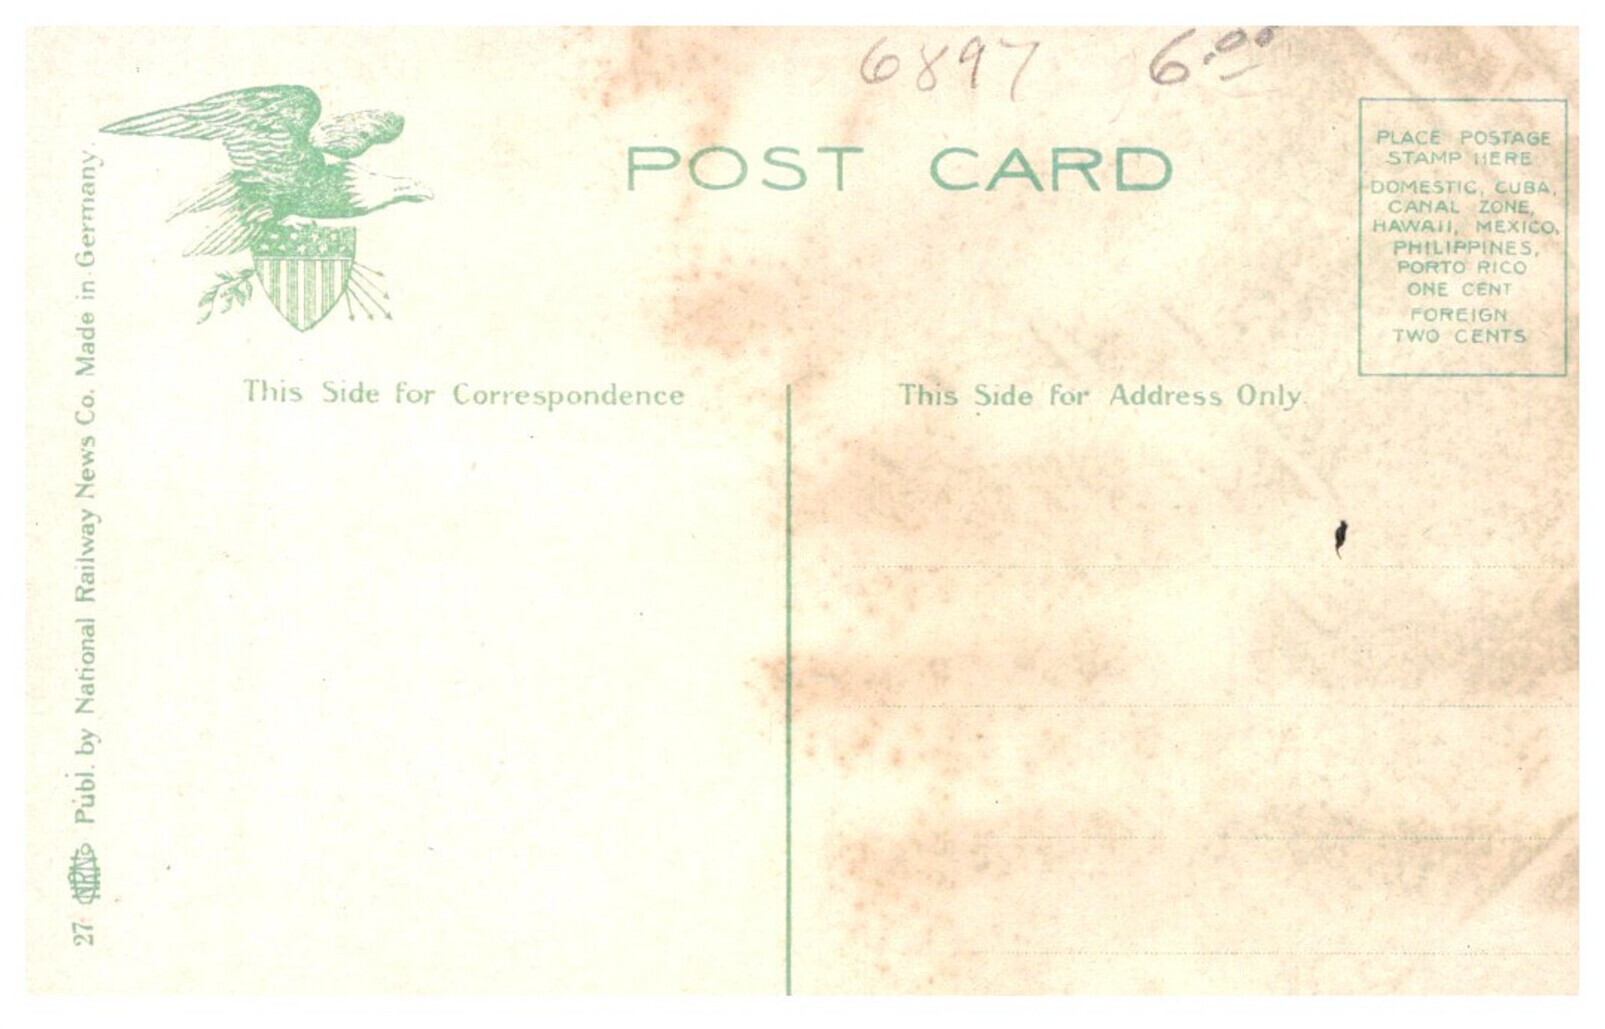 6897 6.00
POST CARD
PLACE POSTAGE
STAMP HERE
DOMESTIC, CUBA,
CANAL ZONE,
HAWAII, MEXICO,
PHILIPPINES,
PORTO RICO
ONE CENT
FOREIGN
TWO CENTS
This Side for Correspondence
This Side for Address Only.
27 NRN Co Publ. by National Railway News Co. Made in Germany.